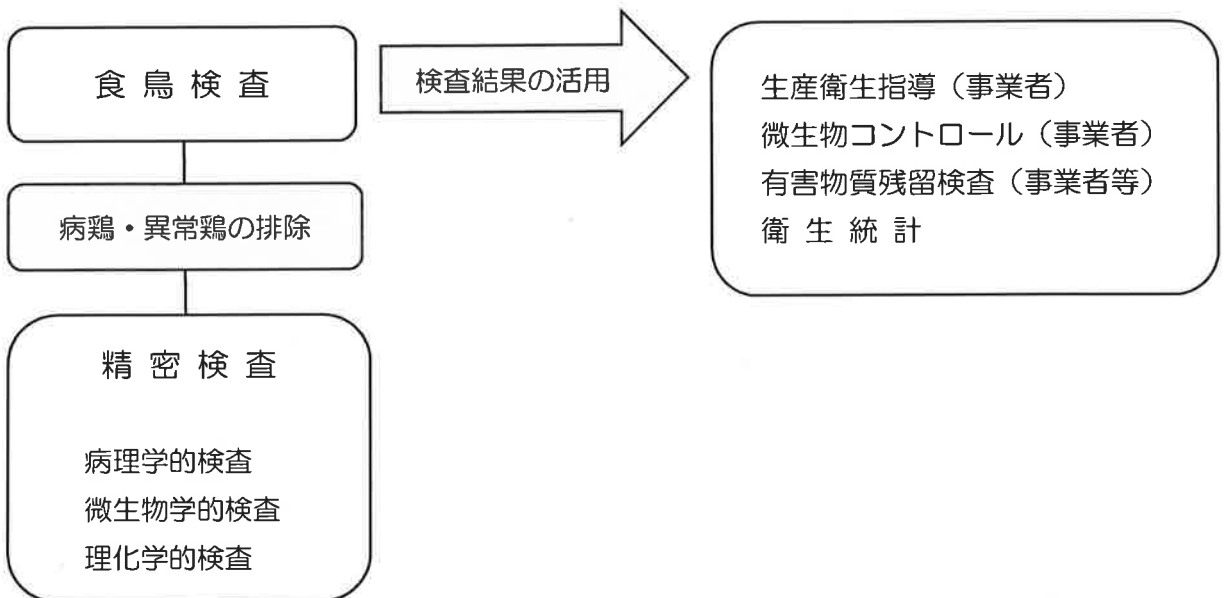 食 鳥 検 査
検査結果の活用
生産衛生指導（事業者）
微生物コントロール（事業者）
有害物質残留検査（事業者等）
衛 生 統 計
病鶏・異常鶏の排除
精 密 検 査
病理学的検査
微生物学的検査
理化学的検査